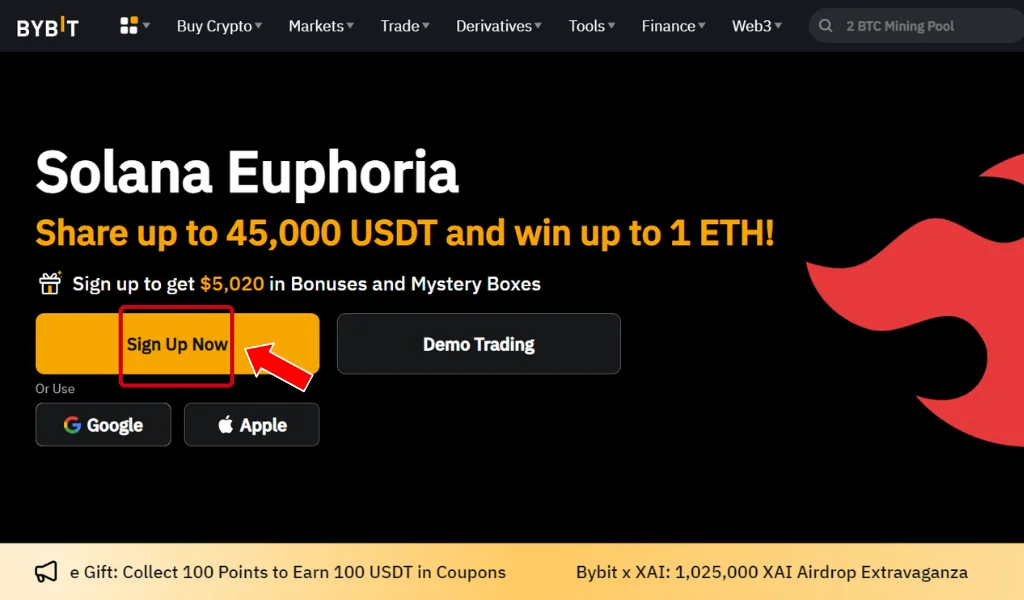 BYBIT
Buy Crypto Markets Trade Derivatives Tools Finance Web3 2 BTC Mining Pool
Solana Euphoria
Share up to 45,000 USDT and win up to 1 ETH!
Sign up to get $5,020 in Bonuses and Mystery Boxes
Sign Up Now Demo Trading
Or Use
Google Apple
e Gift: Collect 100 Points to Earn 100 USDT in Coupons Bybit x XAI: 1,025,000 XAI Airdrop Extravaganza